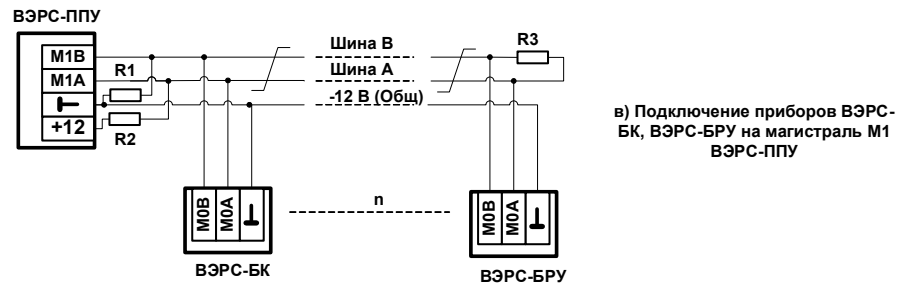 ВЭРС-ППУ
М1В
М1А
+12
R1
R2
Шина В
Шина А
-12 В (Общ)
R3
в) Подключение приборов ВЭРС-
БК, ВЭРС-БРУ на магистраль М1
ВЭРС-ППУ
М0В
М0А
n
М0В
М0А
ВЭРС-БК
ВЭРС-БРУ